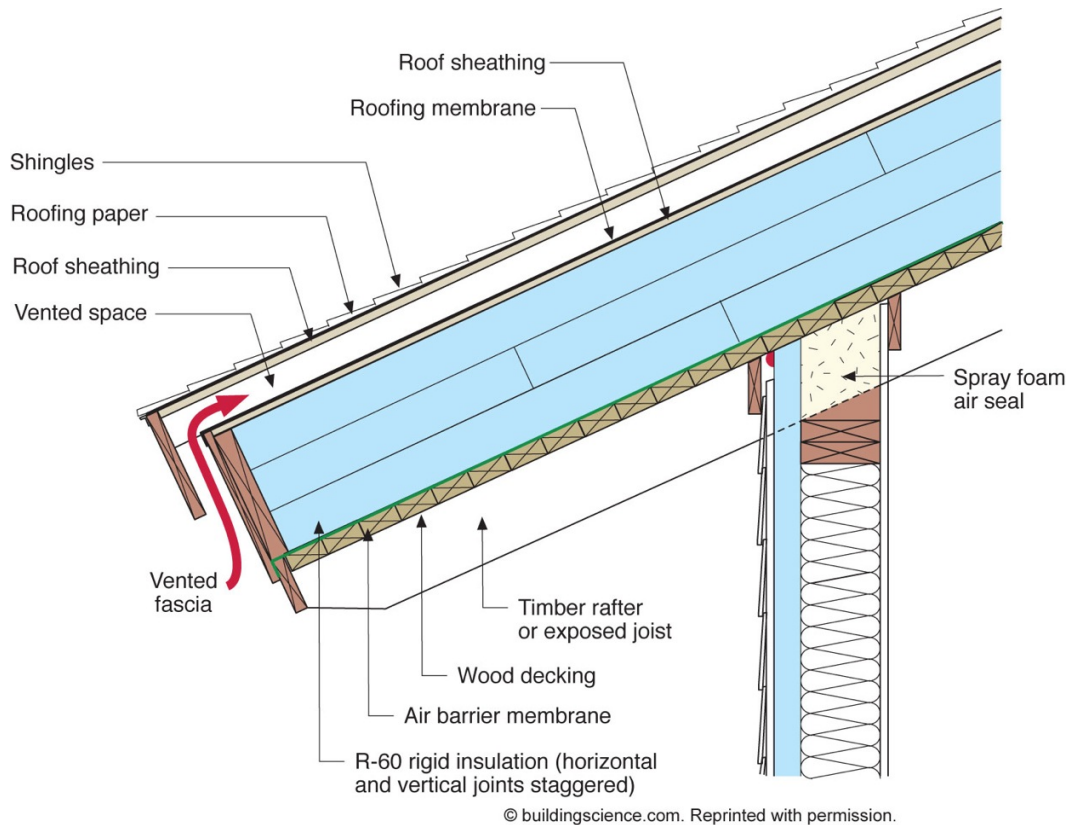 Roof sheathing
Roofing membrane
Shingles
Roofing paper
Roof sheathing
Vented space
Spray foam
air seal
Vented
fascia
Timber rafter
or exposed joist
Wood decking
Air barrier membrane
R-60 rigid insulation (horizontal
and vertical joints staggered)
© buildingscience.com. Reprinted with permission.